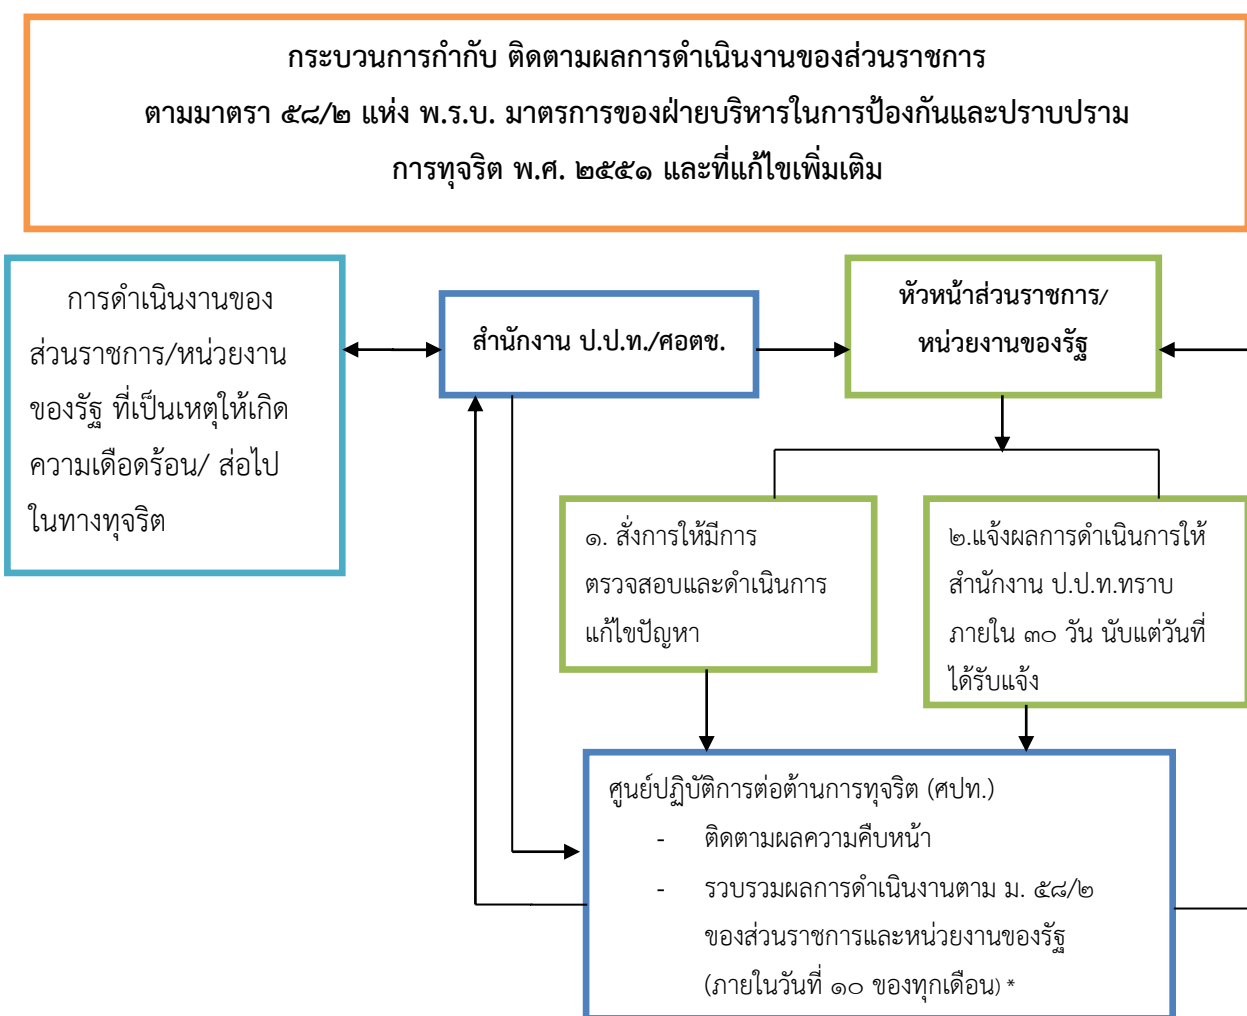 กระบวนการกำกับ ติดตามผลการดำเนินงานของส่วนราชการ
ตามมาตรา ๕๘/๒ แห่ง พ.ร.บ. มาตรการของฝ่ายบริหารในการป้องกันและปราบปราม
การทุจริต พ.ศ. ๒๕๕๑ และที่แก้ไขเพิ่มเติม
การดำเนินงานของ
ส่วนราชการ/หน่วยงาน
ของรัฐ ที่เป็นเหตุให้เกิด
ความเดือดร้อน/ ส่อไป
ในทางทุจริต
สำนักงาน ป.ป.ท./ศอตช.
หัวหน้าส่วนราชการ/
หน่วยงานของรัฐ
๑. สั่งการให้มีการ
ตรวจสอบและดำเนินการ
แก้ไขปัญหา
๒.แจ้งผลการดำเนินการให้
สำนักงาน ป.ป.ท.ทราบ
ภายใน ๓๐ วัน นับแต่วันที่
ได้รับแจ้ง
ศูนย์ปฏิบัติการต่อต้านการทุจริต (ศปท.)
- ติดตามผลความคืบหน้า
- รวบรวมผลการดำเนินงานตาม ม. ๕๘/๒
ของส่วนราชการและหน่วยงานของรัฐ
(ภายในวันที่ ๑๐ ของทุกเดือน) *